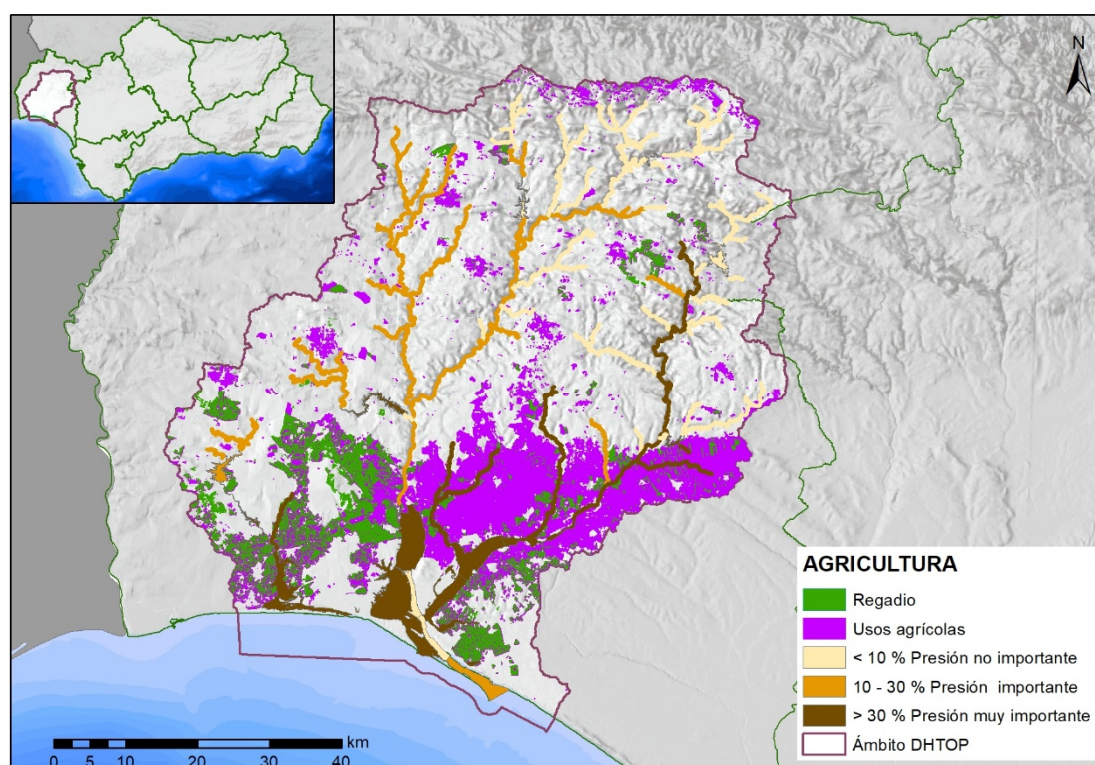 N
AGRICULTURA
Regadio
Usos agrícolas
< 10 % Presión no importante
10 - 30 % Presión importante
> 30 % Presión muy importante
Ámbito DHTOP
km
0 5 10 20 30 40